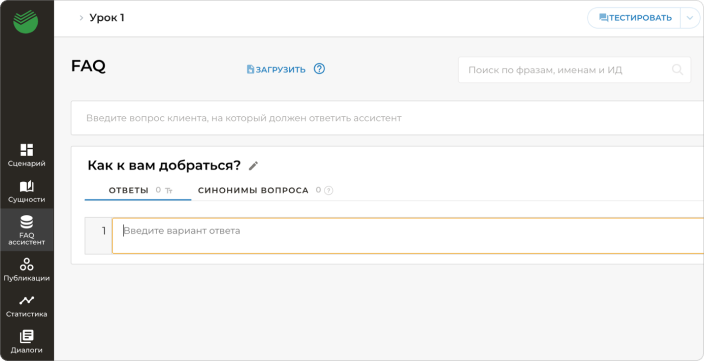 Урок 1
ТЕСТИРОВАТЬ
FAQ
ЗАГРУЗИТЬ ?
Поиск по фразам, именам и ИД
Введите вопрос клиента, на который должен ответить ассистент
Как к вам добраться?
ОТВЕТЫ 0 Тт СИНОНИМЫ ВОПРОСА 0 ?
1 Введите вариант ответа
Сценарий
Сущности
FAQ
ассистент
Публикации
Статистика
Диалоги